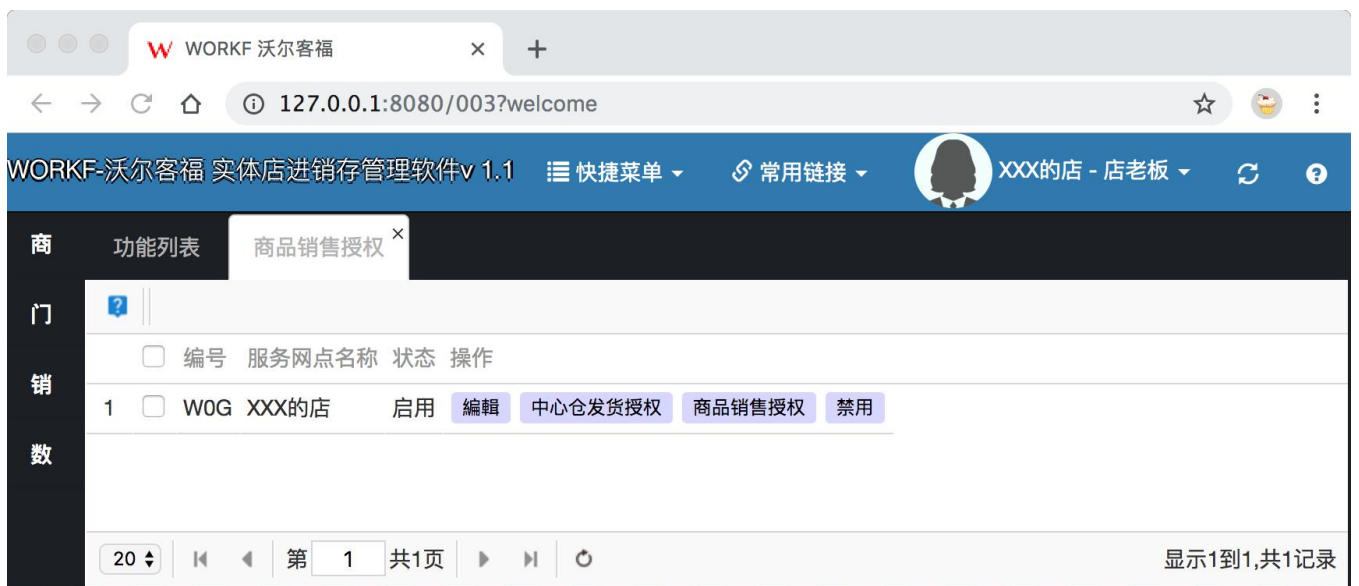 WORKF 沃尔客福
127.0.0.1:8080/003?welcome
WORKF-沃尔客福 实体店进销存管理软件v 1.1 快捷菜单 常用链接 XXX的店 - 店老板
商 功能列表 商品销售授权
门
编号 服务网点名称 状态 操作
销
1 W0G XXX的店 启用 編輯 中心仓发货授权 商品销售授权 禁用
数
20 第 1 共1页 显示1到1,共1记录